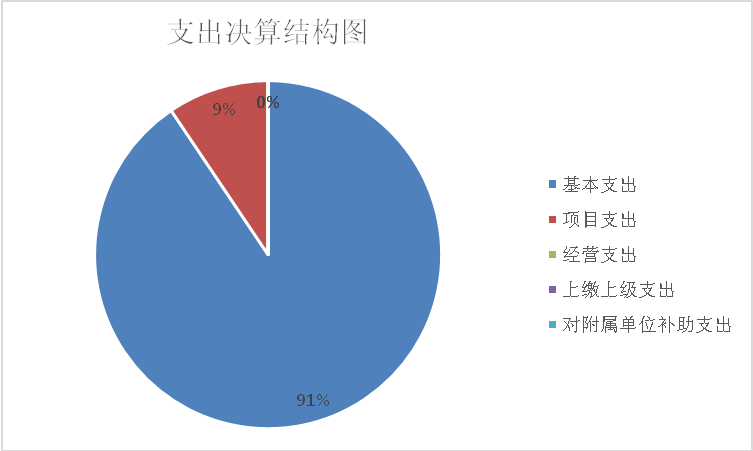 支出决算结构图
9%
0%
91%
基本支出
项目支出
经营支出
上缴上级支出
对附属单位补助支出